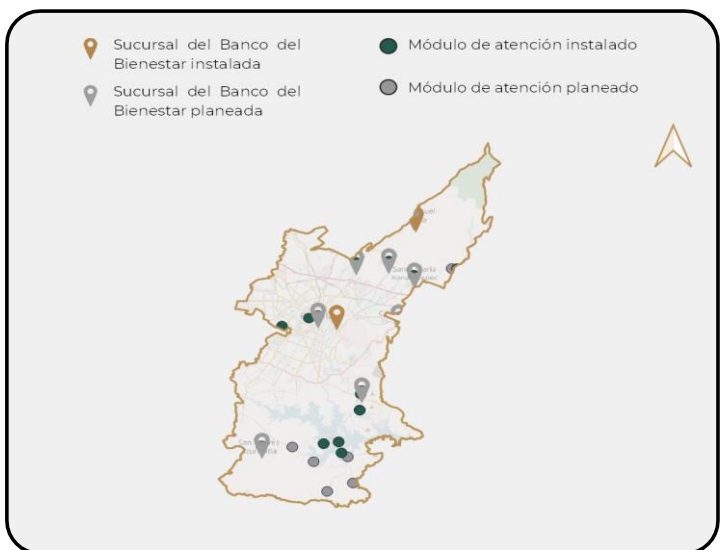 Sucursal del Banco del
Bienestar instalada
Sucursal del Banco del
Bienestar planeada
Módulo de atención instalado
Módulo de atención planeado